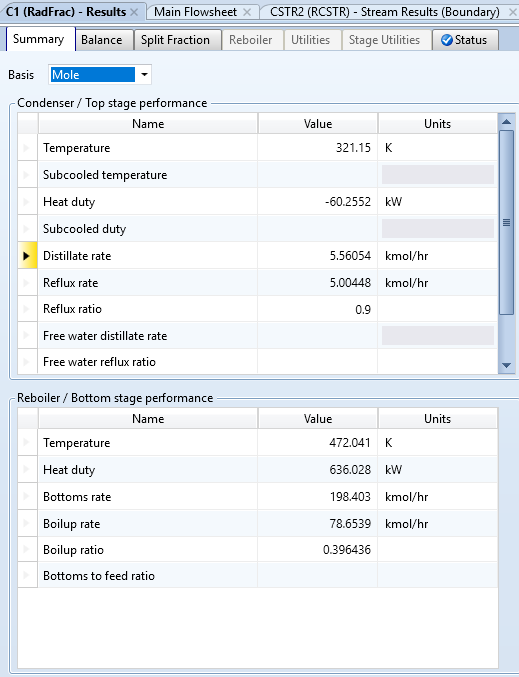 C1 (RadFrac) - Results × Main Flowsheet × CSTR2 (RCSTR) - Stream Results (Boundary) ×
Summary Balance Split Fraction Reboiler Utilities Stage Utilities Status
Basis Mole
Condenser / Top stage performance
Name Value Units
Temperature 321.15 K
Subcooled temperature
Heat duty -60.2552 kW
Subcooled duty
Distillate rate 5.56054 kmol/hr
Reflux rate 5.00448 kmol/hr
Reflux ratio 0.9
Free water distillate rate
Free water reflux ratio
Reboiler / Bottom stage performance
Name Value Units
Temperature 472.041 K
Heat duty 636.028 kW
Bottoms rate 198.403 kmol/hr
Boilup rate 78.6539 kmol/hr
Boilup ratio 0.396436
Bottoms to feed ratio